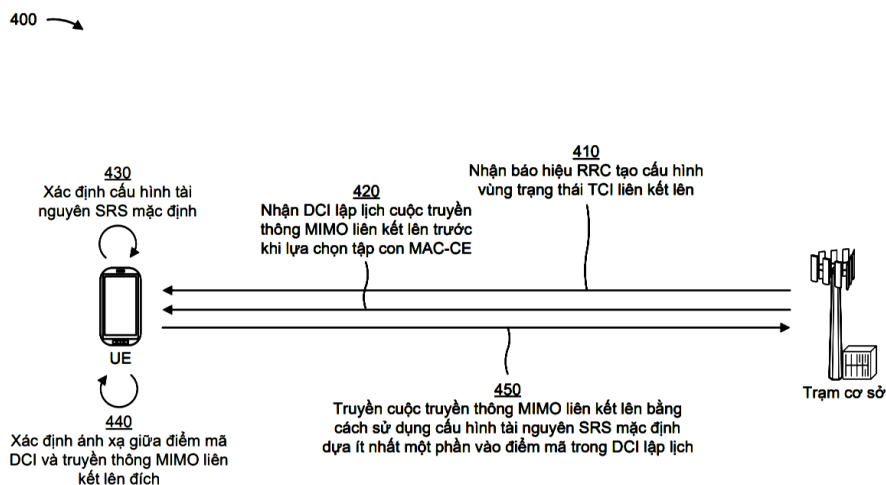 400
410
Nhận báo hiệu RRC tạo cấu hình
vùng trạng thái TCI liên kết lên
430
Xác định cấu hình tài
nguyên SRS mặc định
420
Nhận DCI lập lịch cuộc truyền
thông MIMO liên kết lên trước
khi lựa chọn tập con MAC-CE
UE
Trạm cơ sở
440
Xác định ánh xạ giữa điểm mã
DCI và truyền thông MIMO liên
kết lên đích
450
Truyền cuộc truyền thông MIMO liên kết lên bằng
cách sử dụng cấu hình tài nguyên SRS mặc định
dựa ít nhất một phần vào điểm mã trong DCI lập lịch